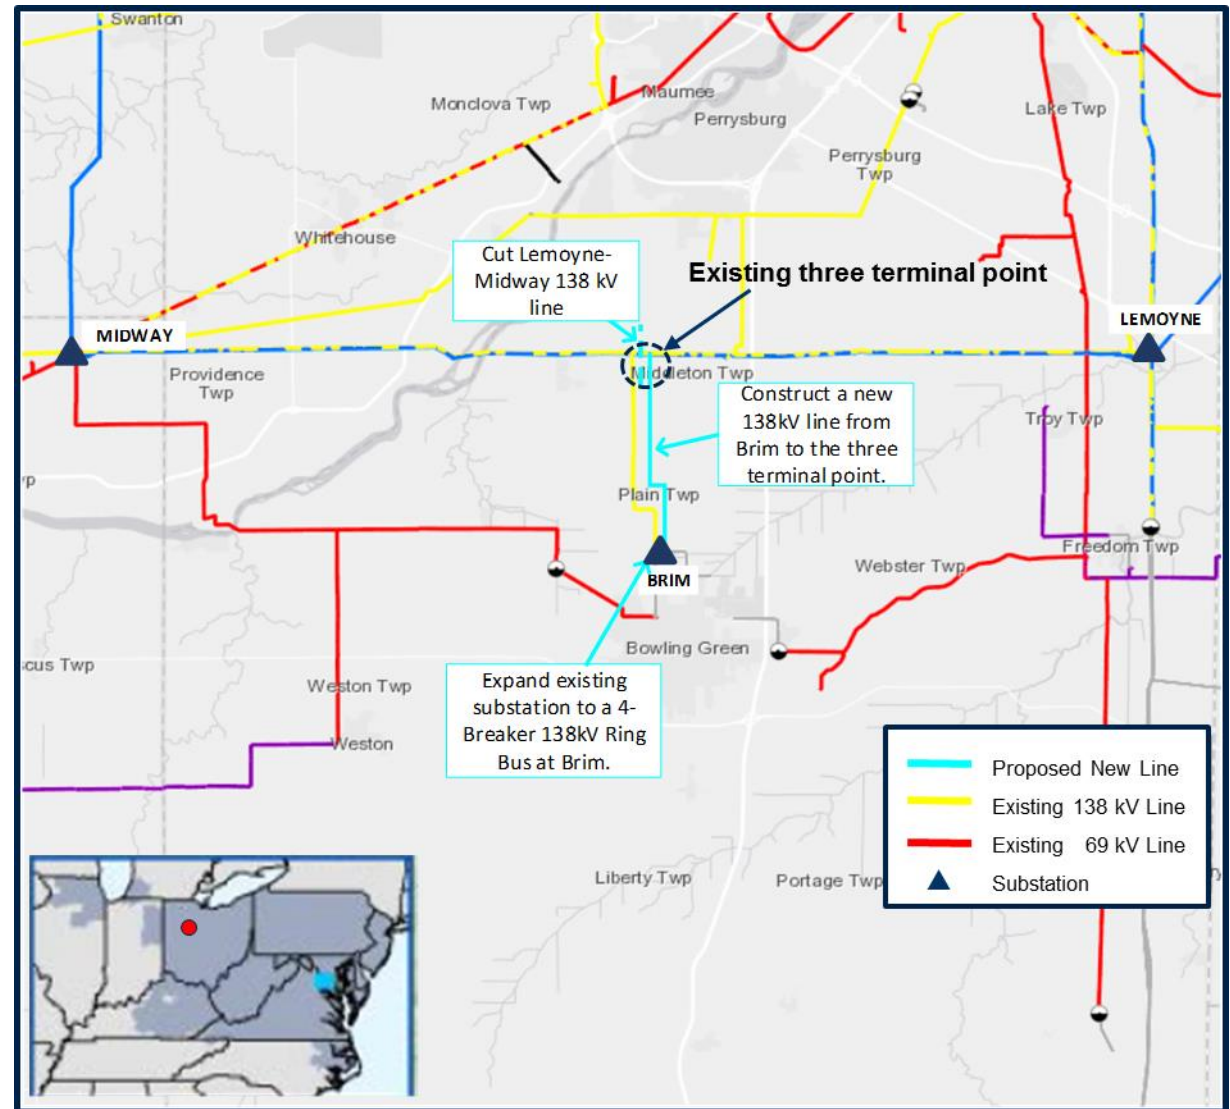 Swanton
Monclova Twp
Maumee
Perrysburg
Lake Twp
Perrysburg
Twp
Whitehouse
Cut Lemoyne-
Midway 138 kV
line
Existing three terminal point
MIDWAY
LEMOYNE
Providence
Twp
Middleton Twp
Construct a new
138kV line from
Brim to the three
terminal point.
Troy Twp
Plain Twp
Freedom Twp
Webster Twp
BRIM
Bowling Green
cus Twp
Weston Twp
Expand existing
substation to a 4-
Breaker 138kV Ring
Bus at Brim.
Weston
Proposed New Line
Existing 138 kV Line
Existing 69 kV Line
Substation
Liberty Twp
Portage Twp